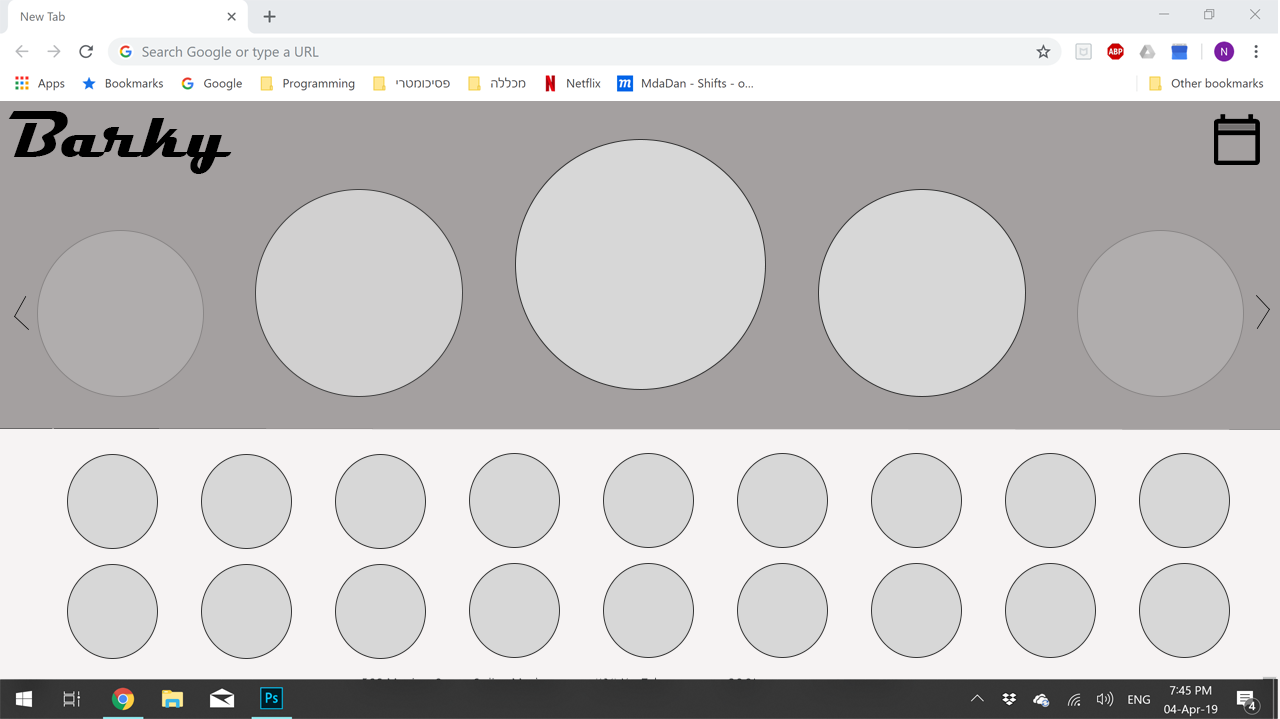 New Tab
Search Google or type a URL
ABP
N
Apps Bookmarks Google Programming פסיכומטרי מכללה Netflix m MdaDan - Shifts - o... Other bookmarks
Barky
Ps
ENG
7:45 PM
04-Apr-19
4